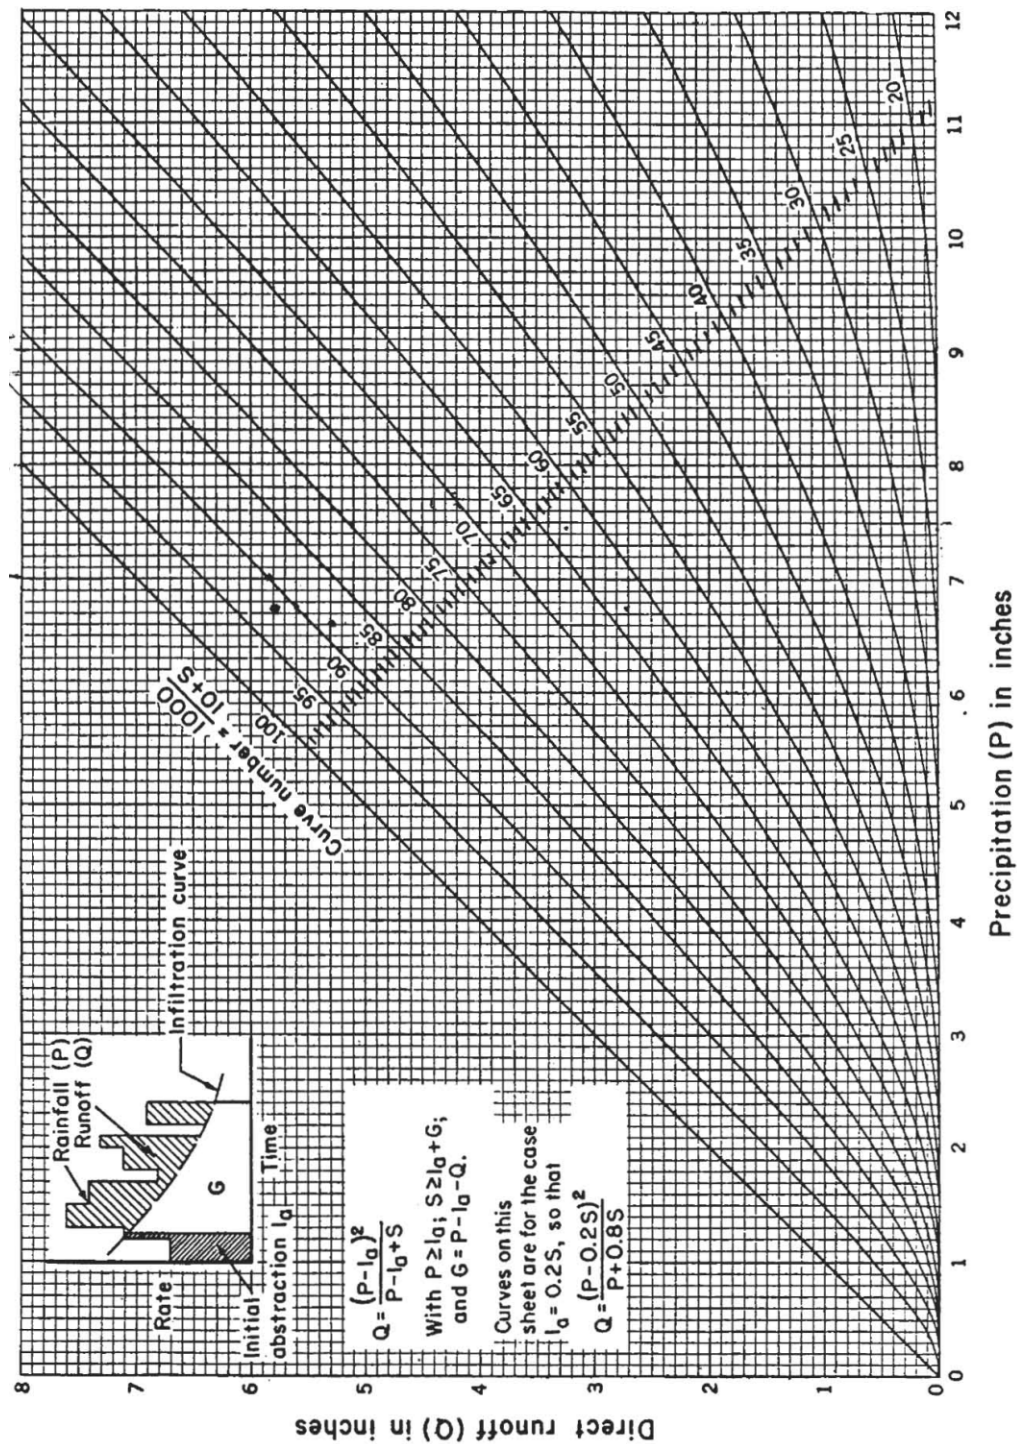 Rainfall (P)
Runoff (Q)
Infiltration curve
Rate
G
Time
Initial
abstraction Iₐ
Q = (P-Iₐ)²
P-Iₐ+S
With P ≥ Iₐ; S ≥ Iₐ+G;
and G = P-Iₐ-Q.
Curves on this
sheet are for the case
Iₐ = 0.2S, so that
Q = (P-0.2S)²
P+0.8S
Curve number = 1000
10+S
100
95
90
85
80
75
70
65
60
55
50
45
40
35
30
25
20
8
7
6
5
4
3
2
1
0
Direct runoff (Q) in inches
0
1
2
3
4
5
6
7
8
9
10
11
12
Precipitation (P) in inches